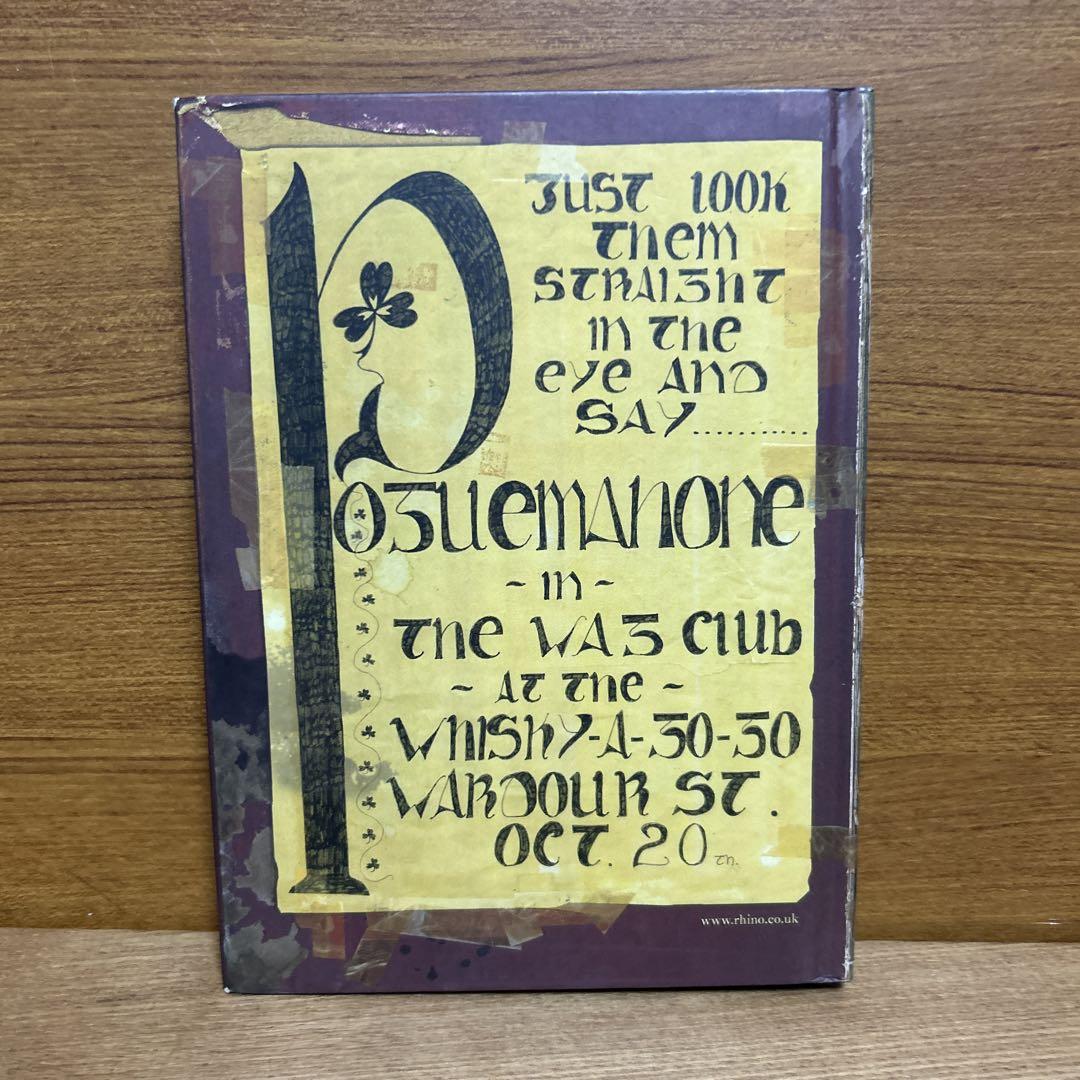 JUST LOOK
THEM
STRAIGHT
IN THE
EYE AND
SAY..........
POGUEMAHONE
~ IN ~
THE WAG CLUB
~ AT THE ~
WHISKY-A-GO-GO
WARDOUR ST.
OCT. 20TH.
www.rhino.co.uk